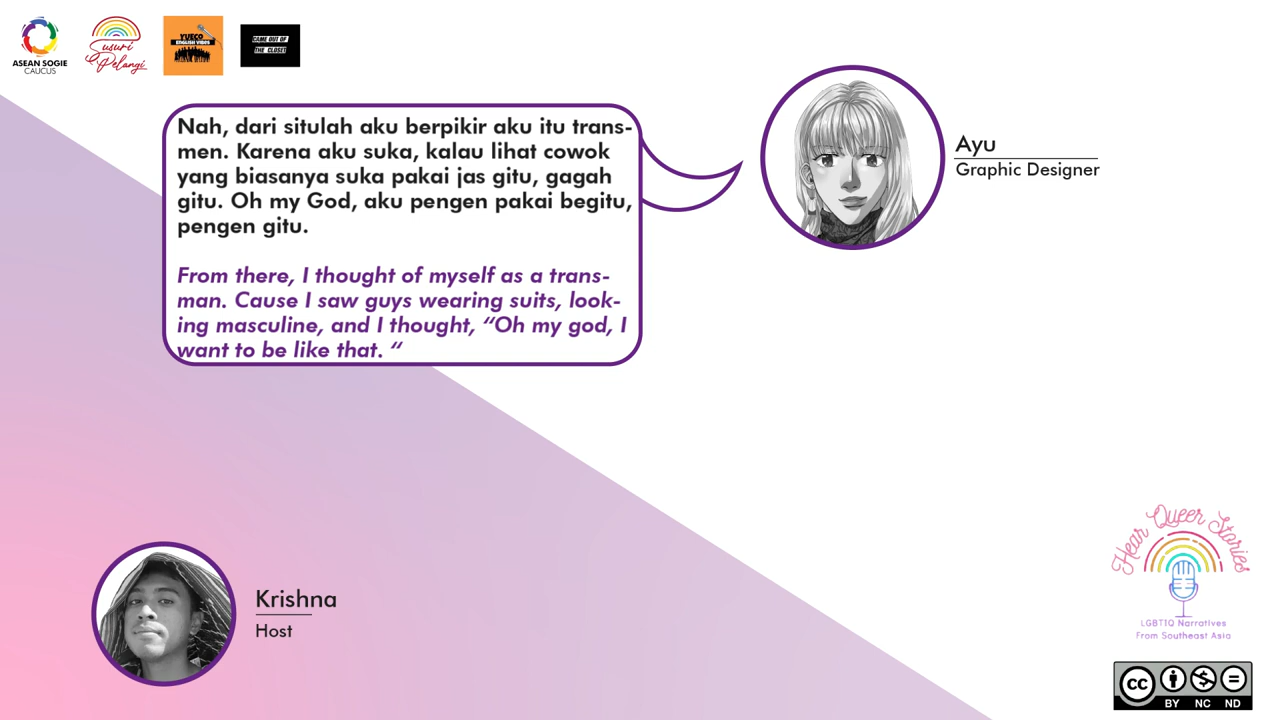 ASEAN SOGIE
CAUCUS
Susuri
Pelangi
YUECO
ENGLISH VIBES
CAME OUT OF
THE CLOSET
Nah, dari situlah aku berpikir aku itu trans-
men. Karena aku suka, kalau lihat cowok
yang biasanya suka pakai jas gitu, gagah
gitu. Oh my God, aku pengen pakai begitu,
pengen gitu.
From there, I thought of myself as a trans-
man. Cause I saw guys wearing suits, look-
ing masculine, and I thought, “Oh my god, I
want to be like that. “
Ayu
Graphic Designer
Krishna
Host
Hear Queer Stories
LGBTIQ Narratives
From Southeast Asia
cc
BY NC ND